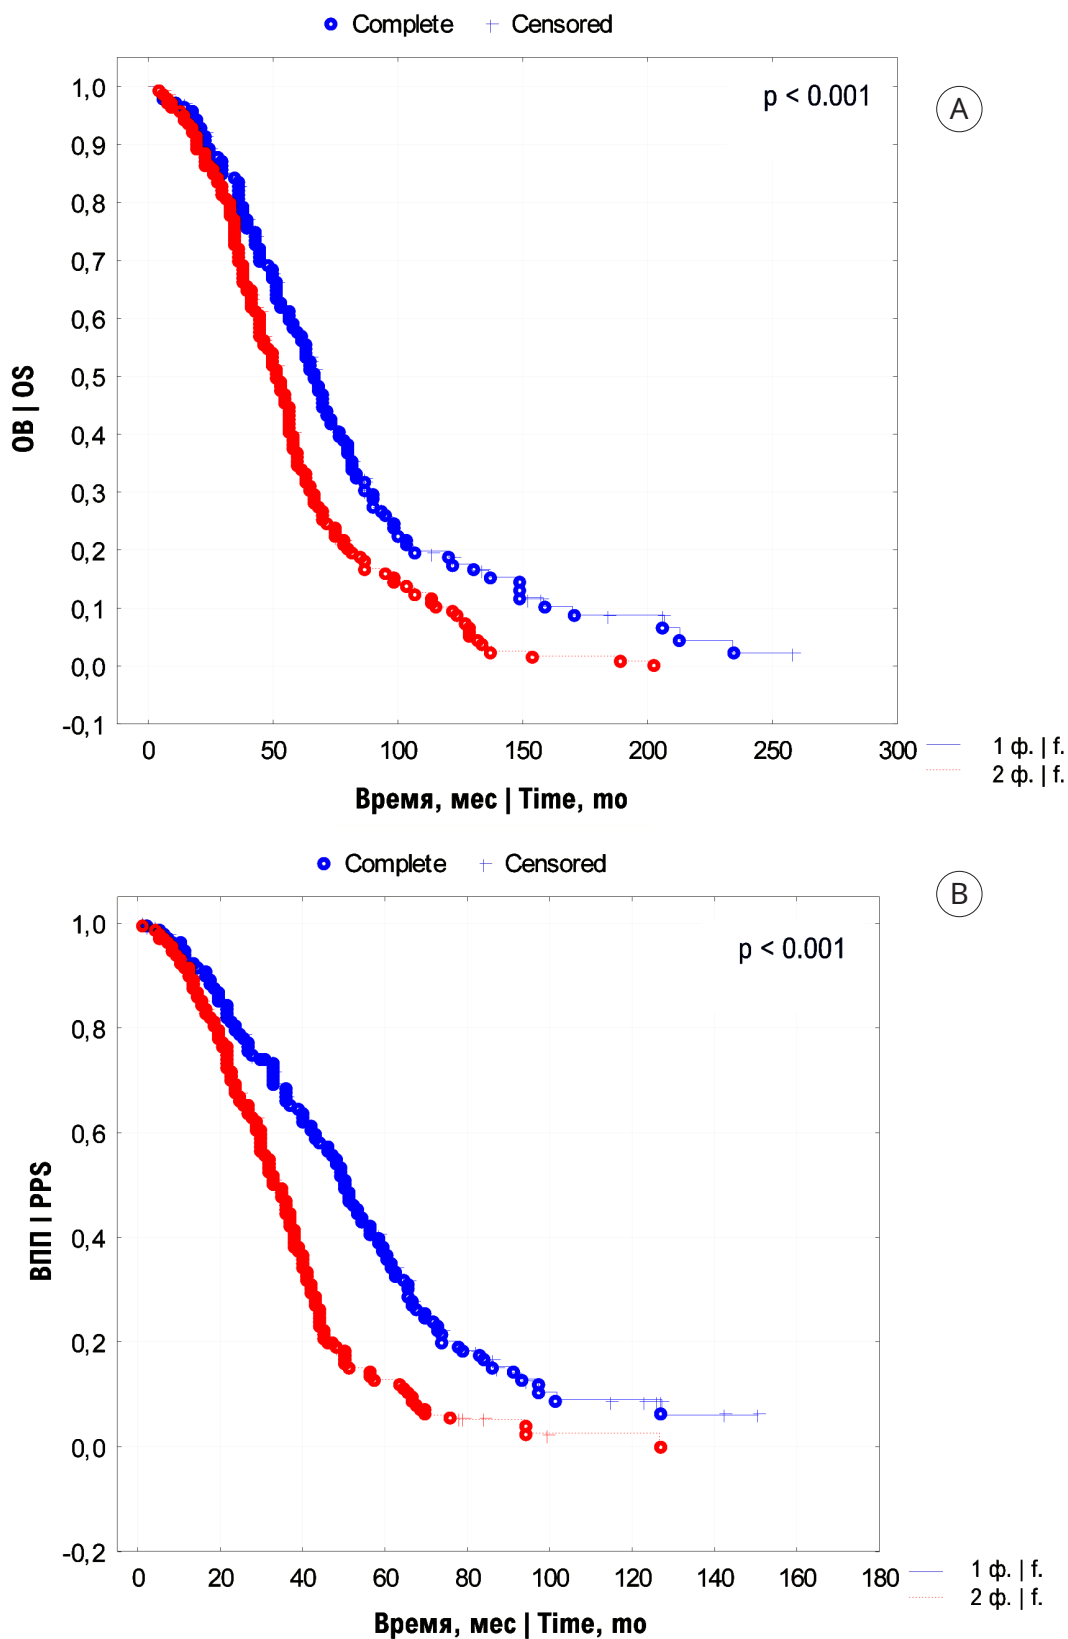 Complete Censored
1,0
0,9
0,8
0,7
0,6
0,5
0,4
0,3
0,2
0,1
0,0
-0,1
p < 0.001
A
ОВ | OS
0 50 100 150 200 250 300
1 ф. | f.
2 ф. | f.
Время, мес | Time, mo
Complete Censored
1,0
0,8
0,6
0,4
0,2
0,0
-0,2
p < 0.001
B
ВПП | PPS
0 20 40 60 80 100 120 140 160 180
1 ф. | f.
2 ф. | f.
Время, мес | Time, mo